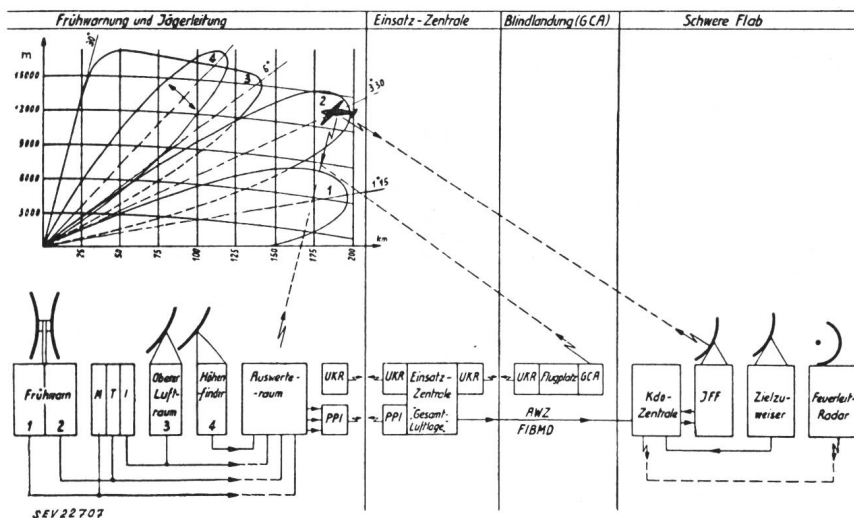 Frühwarnung und Jägerleitung
Einsatz-Zentrale
Blindlandung (GCA)
Schwere Flab
m
30°
4
6°
3
3°30
2
1°45
1
15000
12000
9000
6000
3000
0
25
50
75
100
125
150
175
200
km
Frühwarn
1 2
M T I
Oberer
Luft-
raum
3
Höhen
finder
4
Auswerte-
-raum
UKR
PPI
UKR
Einsatz-
Zentrale
UKR
PPI
"Gesamt-
Luftlage"
UKR
Flugplatz
GCA
AWZ
FlBMD
Kdo-
Zentrale
JFF
Zielzu-
weiser
Feuerleit-
Radar
SEV22707